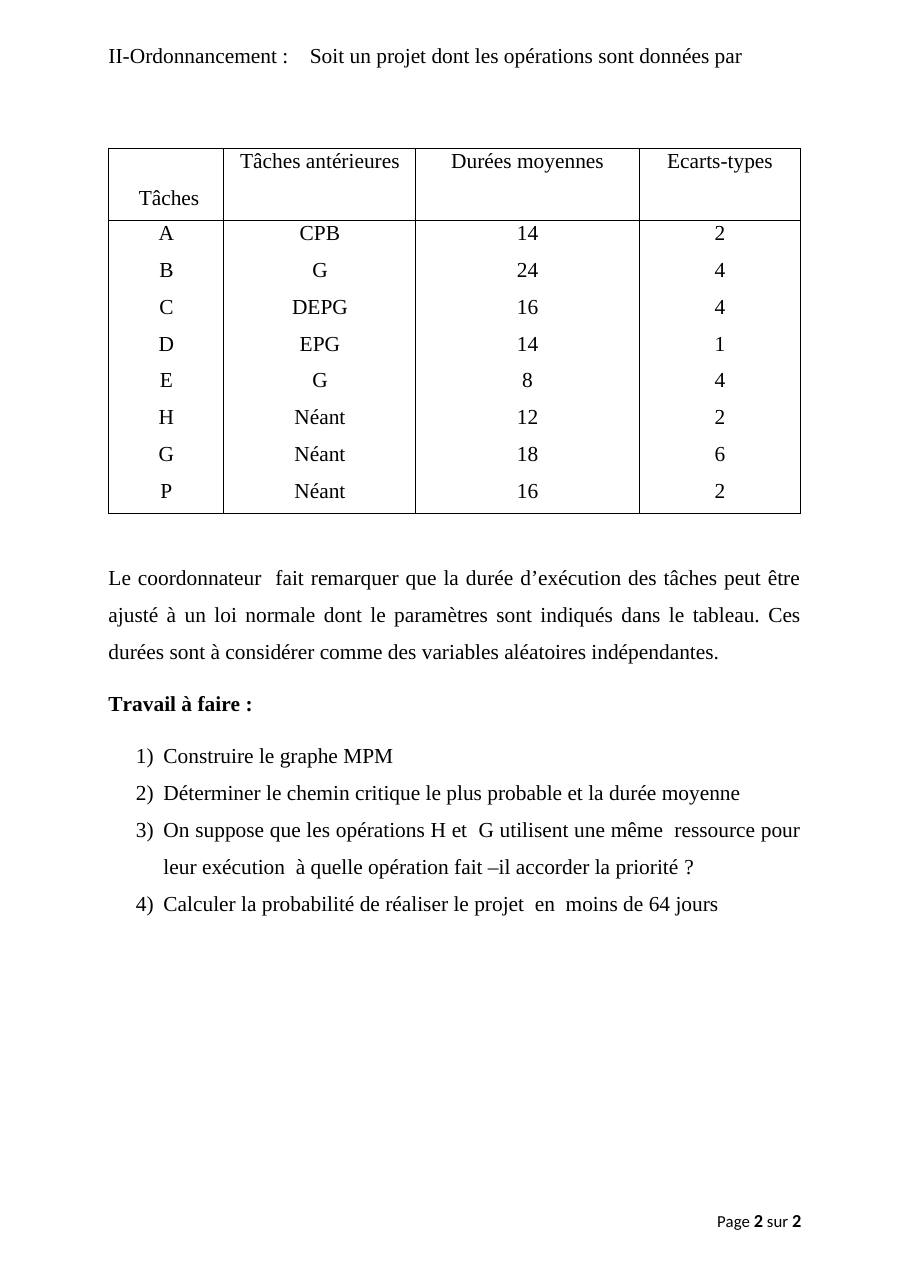 II-Ordonnancement :    Soit un projet dont les opérations sont données par
Tâches Tâches antérieures Durées moyennes Ecarts-types
A CPB 14 2
B G 24 4
C DEPG 16 4
D EPG 14 1
E G 8 4
H Néant 12 2
G Néant 18 6
P Néant 16 2
Le coordonnateur  fait remarquer que la durée d’exécution des tâches peut être
ajusté à un loi normale dont le paramètres sont indiqués dans le tableau. Ces
durées sont à considérer comme des variables aléatoires indépendantes.
Travail à faire :
1) Construire le graphe MPM
2) Déterminer le chemin critique le plus probable et la durée moyenne
3) On suppose que les opérations H et  G utilisent une même  ressource pour
leur exécution  à quelle opération fait –il accorder la priorité ?
4) Calculer la probabilité de réaliser le projet  en  moins de 64 jours
Page 2 sur 2